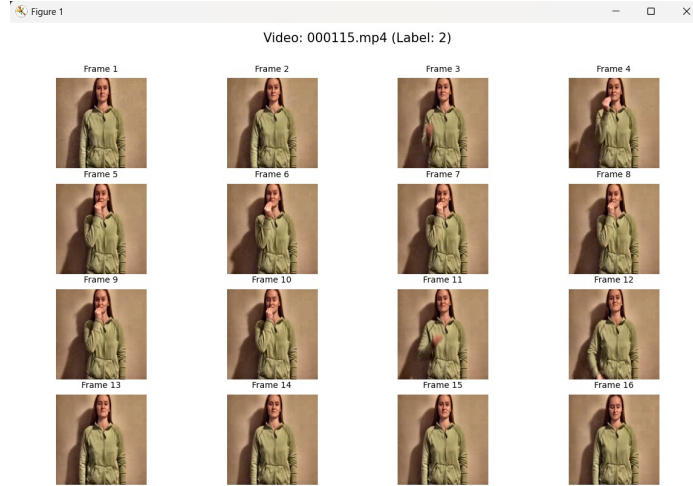 Figure 1
Video: 000115.mp4 (Label: 2)
Frame 1 Frame 2 Frame 3 Frame 4
Frame 5 Frame 6 Frame 7 Frame 8
Frame 9 Frame 10 Frame 11 Frame 12
Frame 13 Frame 14 Frame 15 Frame 16